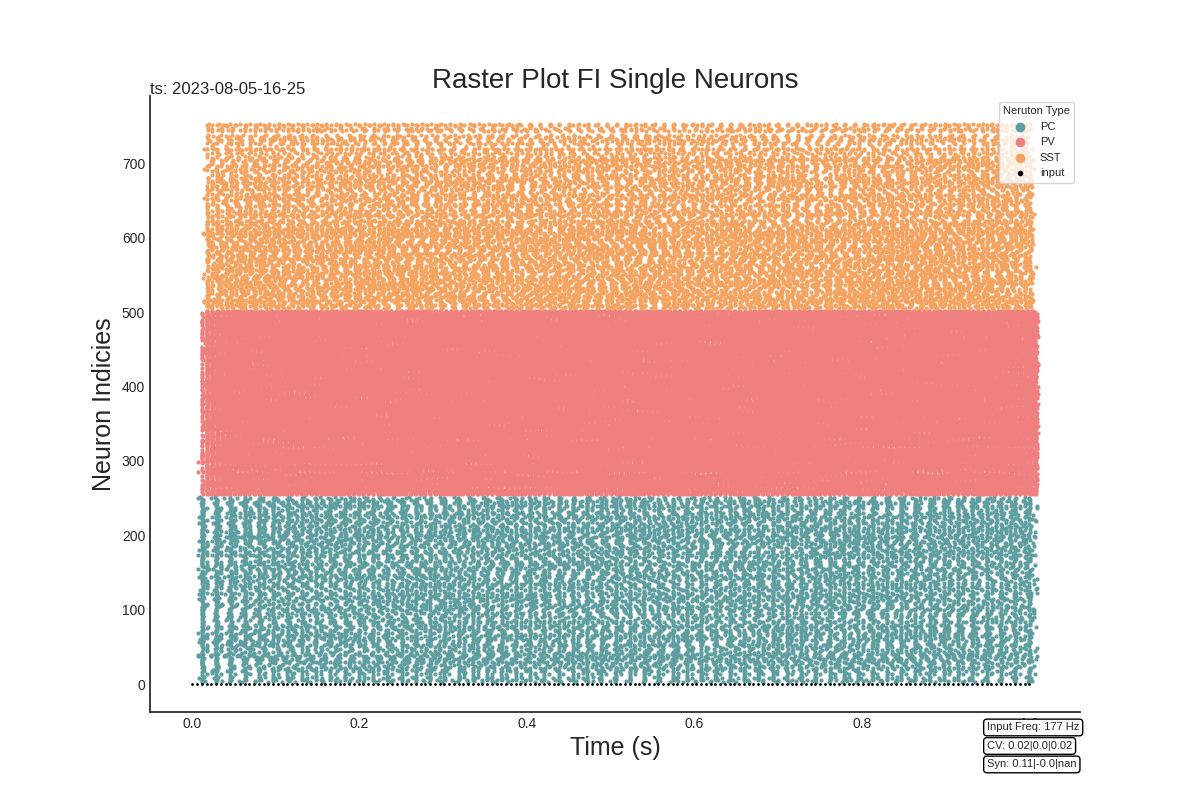 Raster Plot FI Single Neurons
ts: 2023-08-05-16-25
Neruton Type
PC
PV
SST
input
Neuron Indicies
700
600
500
400
300
200
100
0
0.0 0.2 0.4 0.6 0.8
Time (s)
Input Freq: 177 Hz
CV: 0.02|0.0|0.02
Syn: 0.11|-0.0|nan